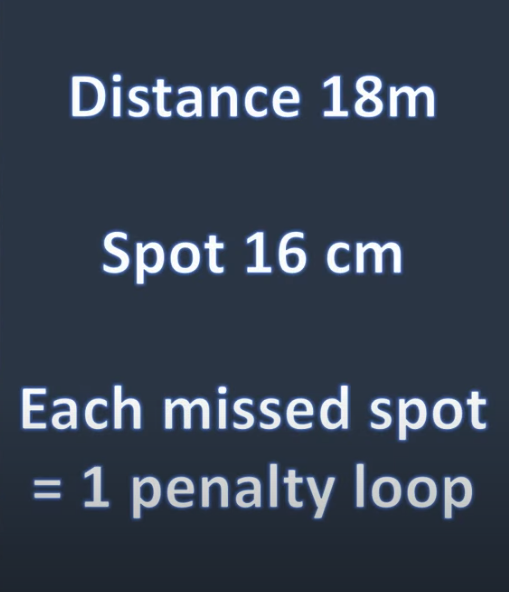 Distance 18m
Spot 16 cm
Each missed spot
= 1 penalty loop